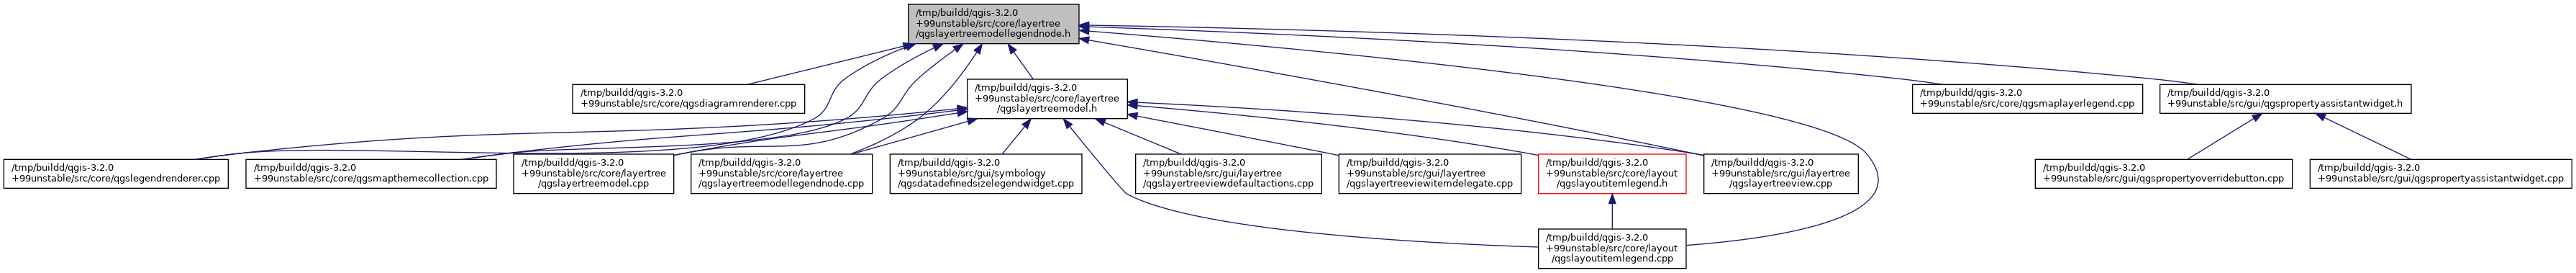 /tmp/buildd/qgis-3.2.0
+99unstable/src/core/layertree
/qgslayertreemodellegendnode.h
/tmp/buildd/qgis-3.2.0
+99unstable/src/core/qgsdiagramrenderer.cpp
/tmp/buildd/qgis-3.2.0
+99unstable/src/core/layertree
/qgslayertreemodel.h
/tmp/buildd/qgis-3.2.0
+99unstable/src/core/qgsmaplayerlegend.cpp
/tmp/buildd/qgis-3.2.0
+99unstable/src/gui/qgspropertyassistantwidget.h
/tmp/buildd/qgis-3.2.0
+99unstable/src/core/qgslegendrenderer.cpp
/tmp/buildd/qgis-3.2.0
+99unstable/src/core/qgsmapthemecollection.cpp
/tmp/buildd/qgis-3.2.0
+99unstable/src/core/layertree
/qgslayertreemodel.cpp
/tmp/buildd/qgis-3.2.0
+99unstable/src/core/layertree
/qgslayertreemodellegendnode.cpp
/tmp/buildd/qgis-3.2.0
+99unstable/src/gui/symbology
/qgsdatadefinedsizelegendwidget.cpp
/tmp/buildd/qgis-3.2.0
+99unstable/src/gui/layertree
/qgslayertreeviewdefaultactions.cpp
/tmp/buildd/qgis-3.2.0
+99unstable/src/gui/layertree
/qgslayertreeviewitemdelegate.cpp
/tmp/buildd/qgis-3.2.0
+99unstable/src/core/layout
/qgslayoutitemlegend.h
/tmp/buildd/qgis-3.2.0
+99unstable/src/gui/layertree
/qgslayertreeview.cpp
/tmp/buildd/qgis-3.2.0
+99unstable/src/gui/qgspropertyoverridebutton.cpp
/tmp/buildd/qgis-3.2.0
+99unstable/src/gui/qgspropertyassistantwidget.cpp
/tmp/buildd/qgis-3.2.0
+99unstable/src/core/layout
/qgslayoutitemlegend.cpp